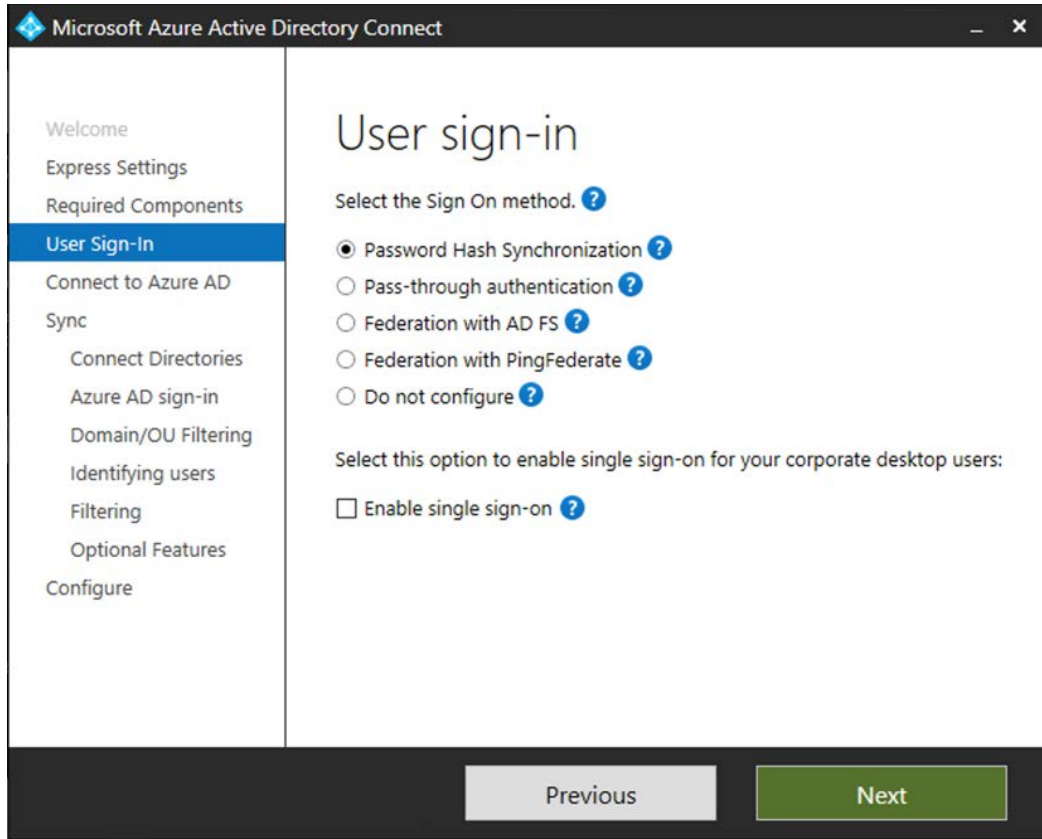 Microsoft Azure Active Directory Connect
Welcome
Express Settings
Required Components
User Sign-In
Connect to Azure AD
Sync
Connect Directories
Azure AD sign-in
Domain/OU Filtering
Identifying users
Filtering
Optional Features
Configure
User sign-in
Select the Sign On method. ?
Password Hash Synchronization ?
Pass-through authentication ?
Federation with AD FS ?
Federation with PingFederate ?
Do not configure ?
Select this option to enable single sign-on for your corporate desktop users:
Enable single sign-on ?
Previous
Next